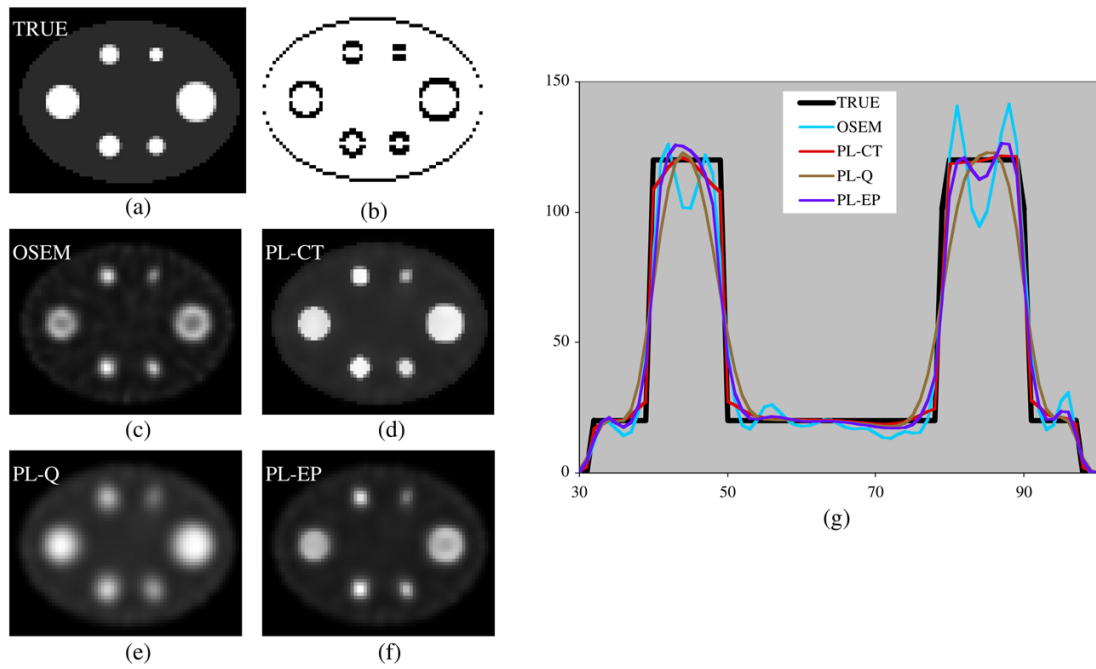 TRUE
(a)
(b)
OSEM
(c)
PL-CT
(d)
PL-Q
(e)
PL-EP
(f)
150
100
50
0
30
50
70
90
TRUE
OSEM
PL-CT
PL-Q
PL-EP
(g)